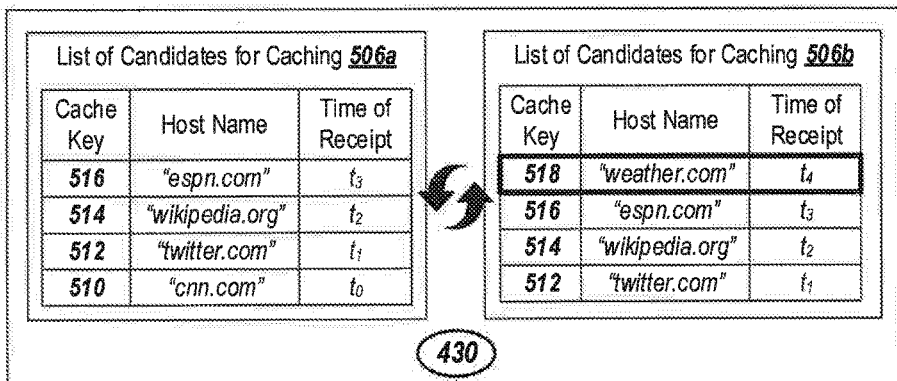 List of Candidates for Caching 506a
Cache Key Host Name Time of Receipt
516 "espn.com" t₃
514 "wikipedia.org" t₂
512 "twitter.com" t₁
510 "cnn.com" t₀
List of Candidates for Caching 506b
Cache Key Host Name Time of Receipt
518 "weather.com" t₄
516 "espn.com" t₃
514 "wikipedia.org" t₂
512 "twitter.com" t₁
430